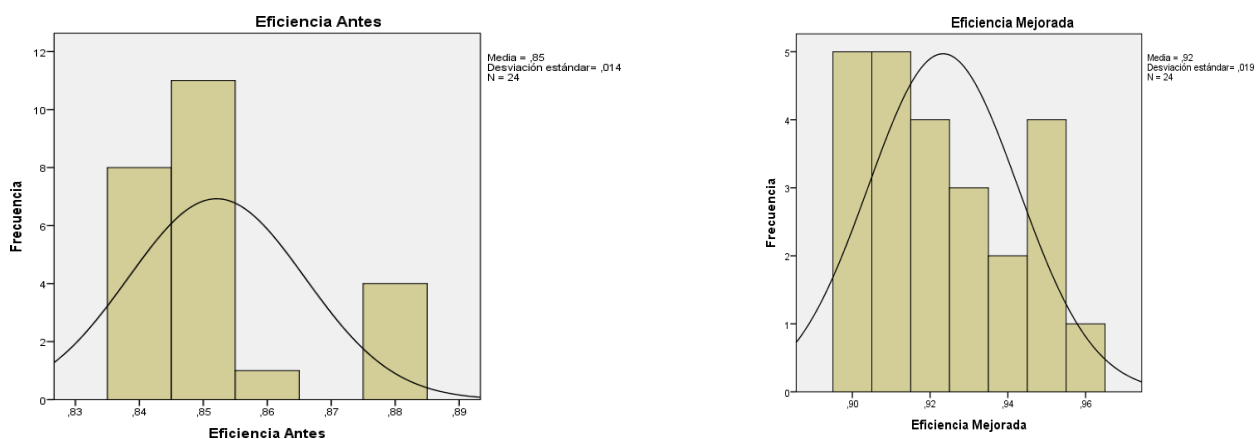 Eficiencia Antes
Media = ,85
Desviación estándar= ,014
N = 24
12
10
8
6
4
2
0
Frecuencia
,83 ,84 ,85 ,86 ,87 ,88 ,89
Eficiencia Antes
Eficiencia Mejorada
Media = ,92
Desviación estándar= ,019
N = 24
5
4
3
2
1
0
Frecuencia
,90 ,92 ,94 ,96
Eficiencia Mejorada